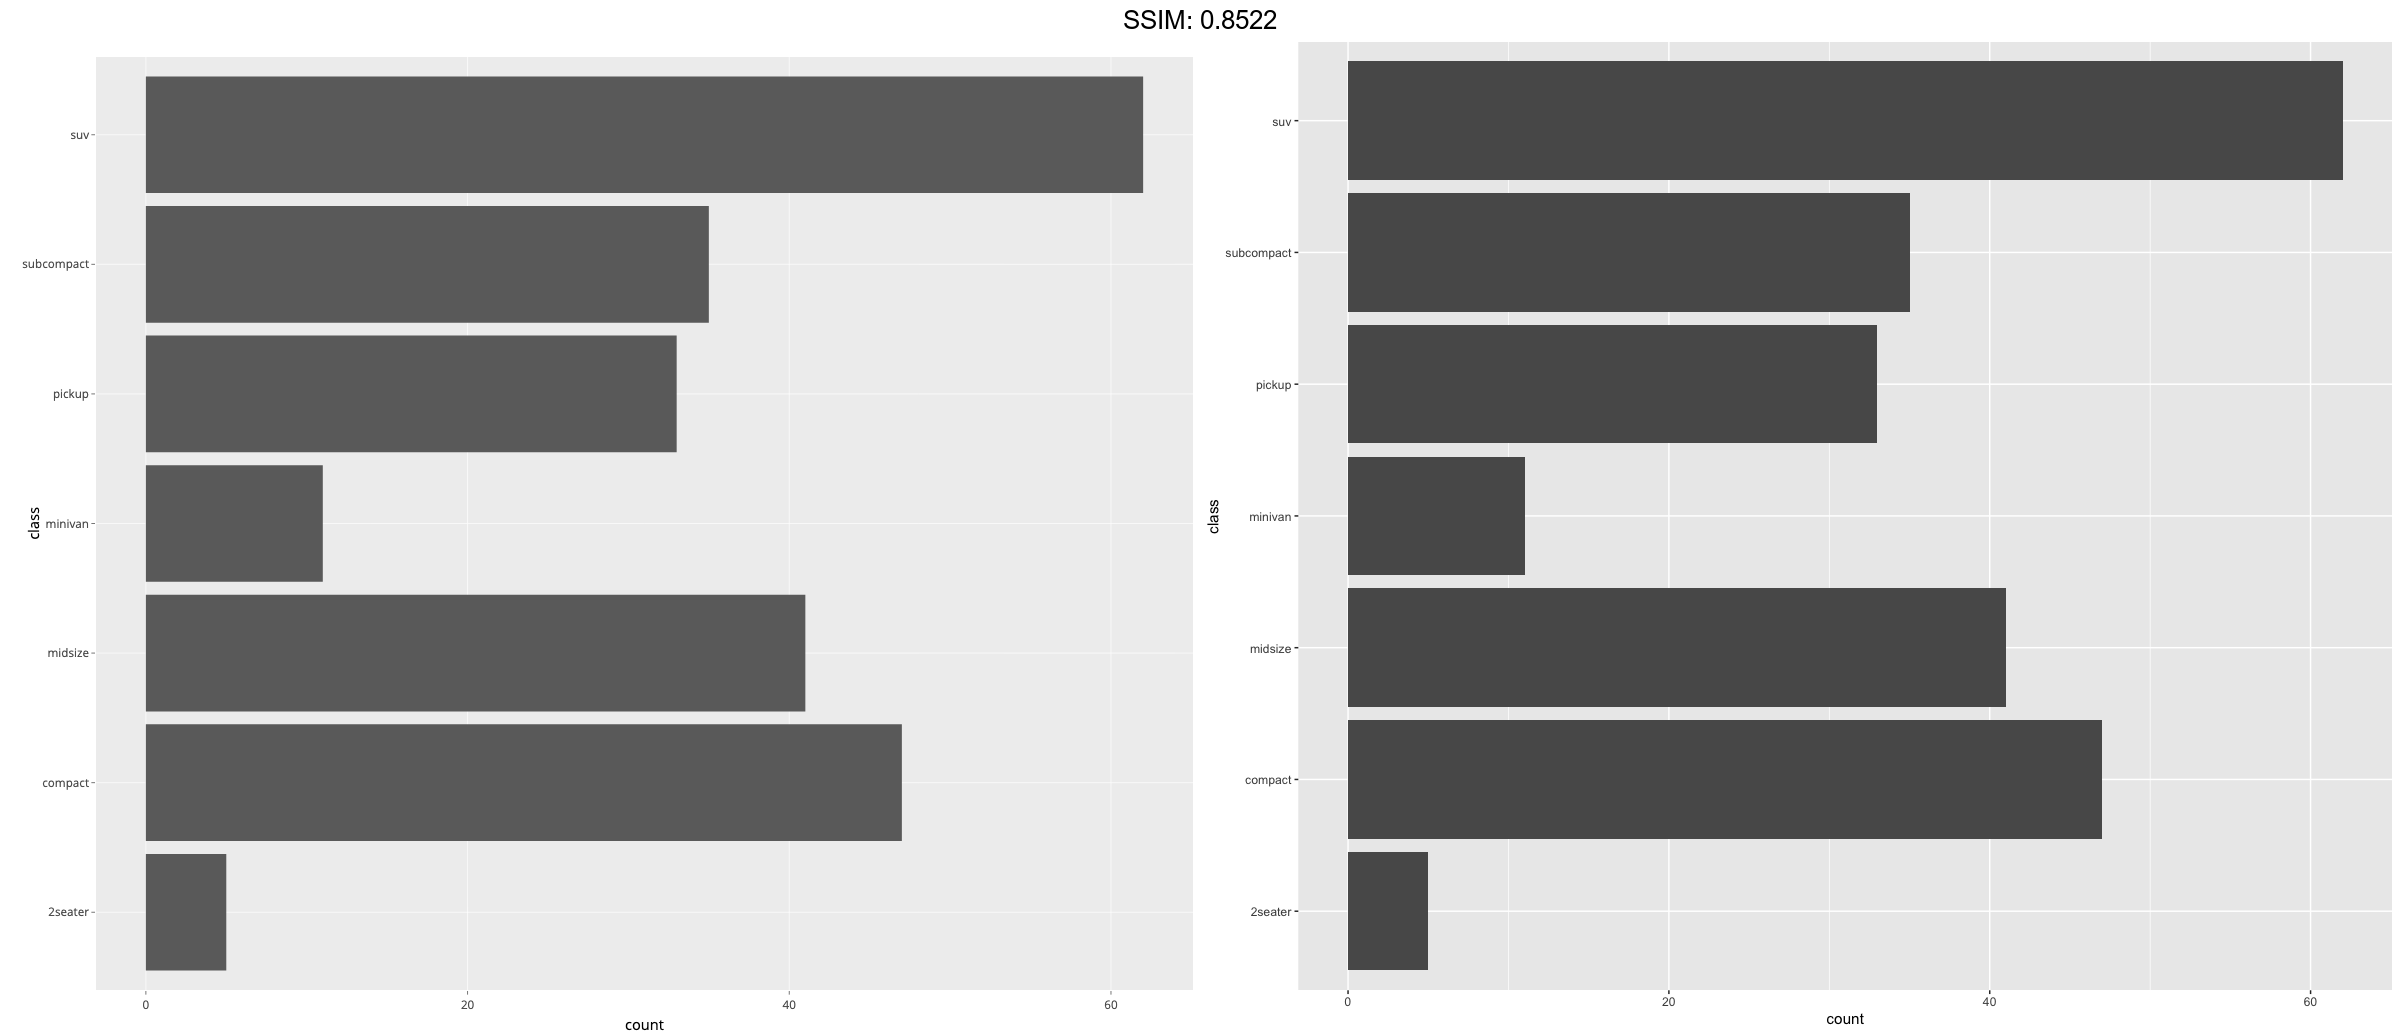 SSIM: 0.8522
suv
subcompact
pickup
minivan
midsize
compact
2seater
class
0 20 40 60
count
suv
subcompact
pickup
minivan
midsize
compact
2seater
class
0 20 40 60
count